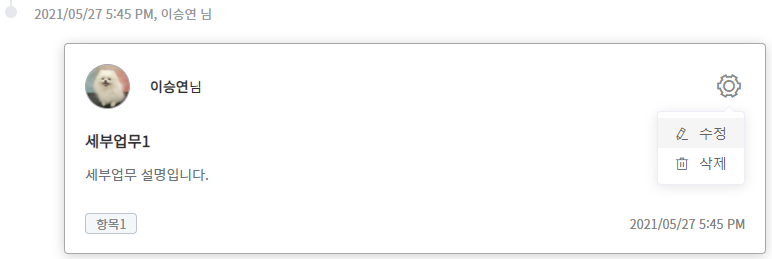 2021/05/27 5:45 PM, 이승연 님
이승연님
수정
세부업무1
삭제
세부업무 설명입니다.
항목1
2021/05/27 5:45 PM